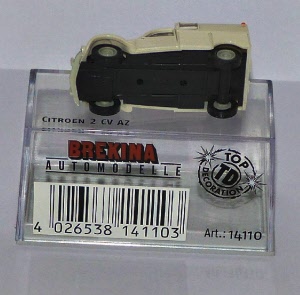 CITROEN 2 CV AZ
BREKINA
AUTOMODELLE
TOP
TD
DECORATION
4 026538 141103
Art.: 14110